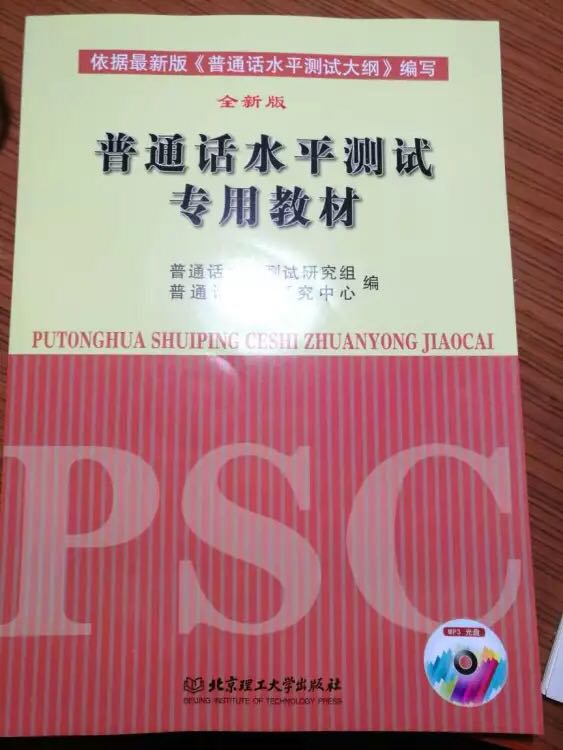 依据最新版《普通话水平测试大纲》编写
全新版
普通话水平测试
专用教材
普通话 测试研究组
普通 究中心
编
PUTONGHUA SHUIPING CESHI ZHUANYONG JIAOCAI
PSC
MP3 光盘
北京理工大学出版社
BEIJING INSTITUTE OF TECHNOLOGY PRESS